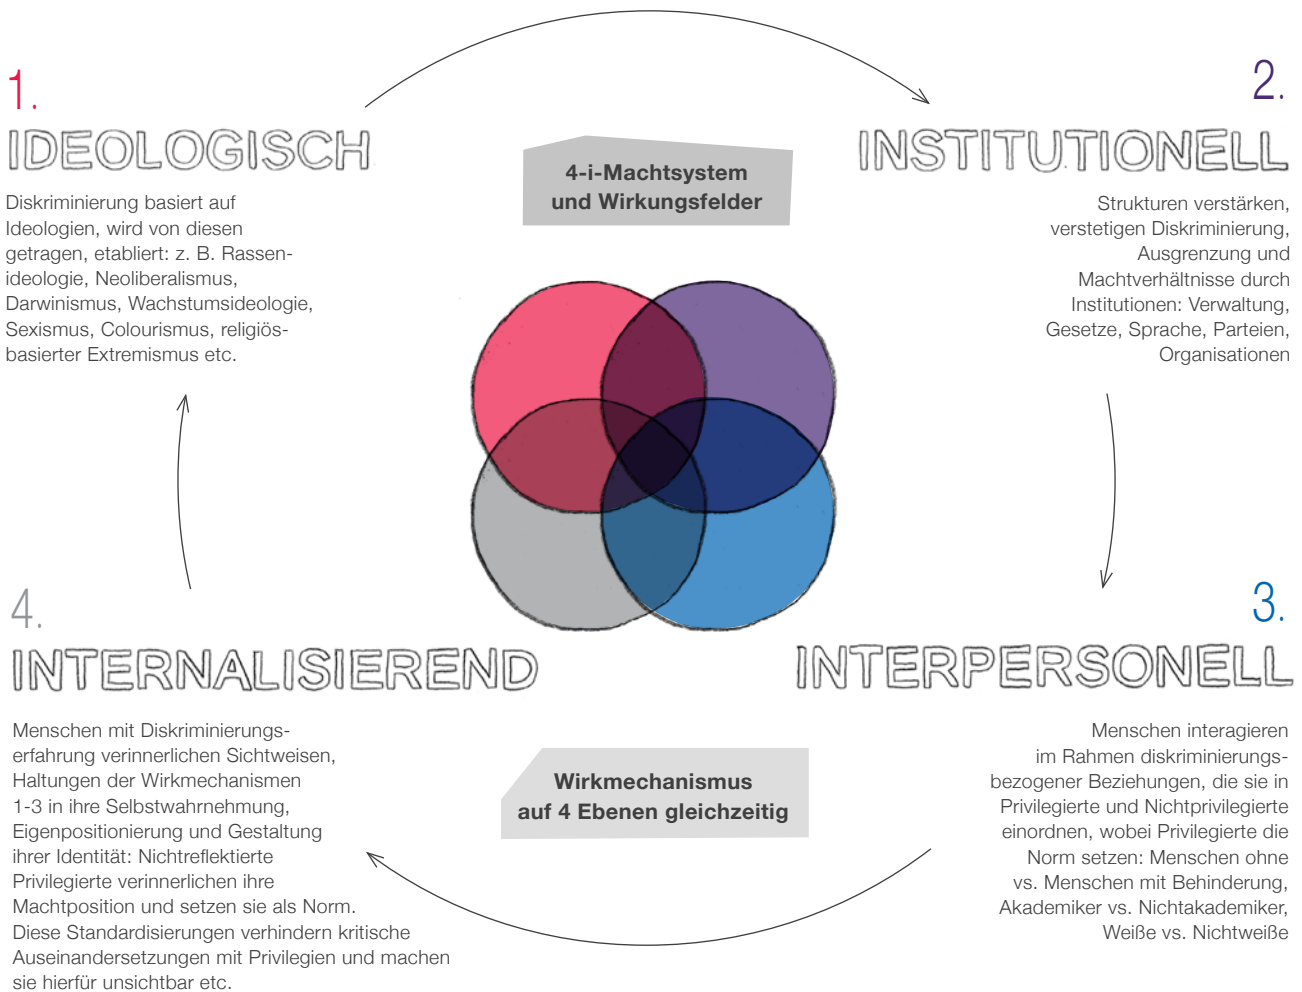 1.
IDEOLOGISCH
Diskriminierung basiert auf
Ideologien, wird von diesen
getragen, etabliert: z. B. Rassen-
ideologie, Neoliberalismus,
Darwinismus, Wachstumsideologie,
Sexismus, Colourismus, religiös-
basierter Extremismus etc.
4-i-Machtsystem
und Wirkungsfelder
2.
INSTITUTIONELL
Strukturen verstärken,
verstetigen Diskriminierung,
Ausgrenzung und
Machtverhältnisse durch
Institutionen: Verwaltung,
Gesetze, Sprache, Parteien,
Organisationen
3.
INTERPERSONELL
Menschen interagieren
im Rahmen diskriminierungs-
bezogener Beziehungen, die sie in
Privilegierte und Nichtprivilegierte
einordnen, wobei Privilegierte die
Norm setzen: Menschen ohne
vs. Menschen mit Behinderung,
Akademiker vs. Nichtakademiker,
Weiße vs. Nichtweiße
4.
INTERNALISIEREND
Menschen mit Diskriminierungs-
erfahrung verinnerlichen Sichtweisen,
Haltungen der Wirkmechanismen
1-3 in ihre Selbstwahrnehmung,
Eigenpositionierung und Gestaltung
ihrer Identität: Nichtreflektierte
Privilegierte verinnerlichen ihre
Machtposition und setzen sie als Norm.
Diese Standardisierungen verhindern kritische
Auseinandersetzungen mit Privilegien und machen
sie hierfür unsichtbar etc.
Wirkmechanismus
auf 4 Ebenen gleichzeitig